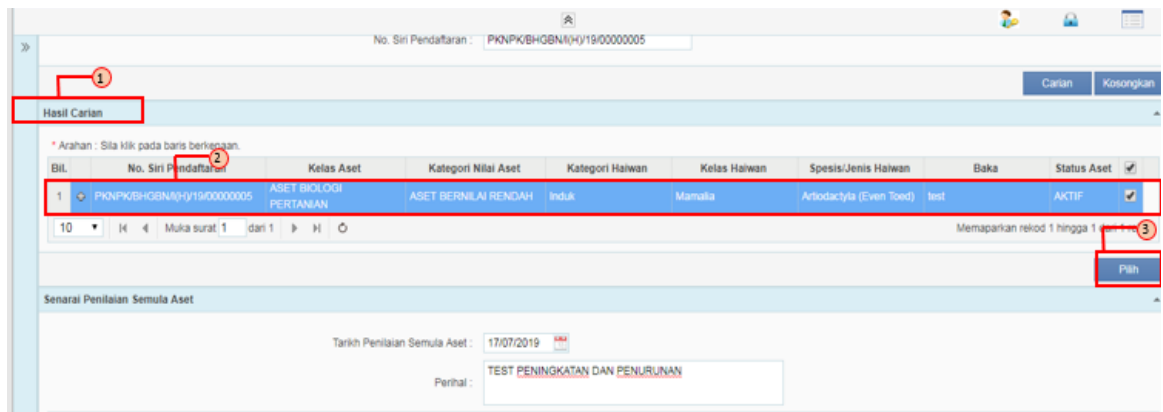 No. Siri Pendaftaran : PKNPK/BHGBN/I(H)/19/00000005
1
Carian Kosongkan
Hasil Carian
* Arahan : Sila klik pada baris berkenaan.
2
Bil. No. Siri Pendaftaran Kelas Aset Kategori Nilai Aset Kategori Haiwan Kelas Haiwan Spesis/Jenis Haiwan Baka Status Aset
1 PKNPK/BHGBN/I(H)/19/00000005 ASET BIOLOGI PERTANIAN ASET BERNILAI RENDAH Induk Mamalia Artiodactyla (Even Toed) test AKTIF
10 Muka surat 1 dari 1 Memaparkan rekod 1 hingga 1 dari 1
3
Pilih
Senarai Penilaian Semula Aset
Tarikh Penilaian Semula Aset : 17/07/2019
Perihal : TEST PENINGKATAN DAN PENURUNAN